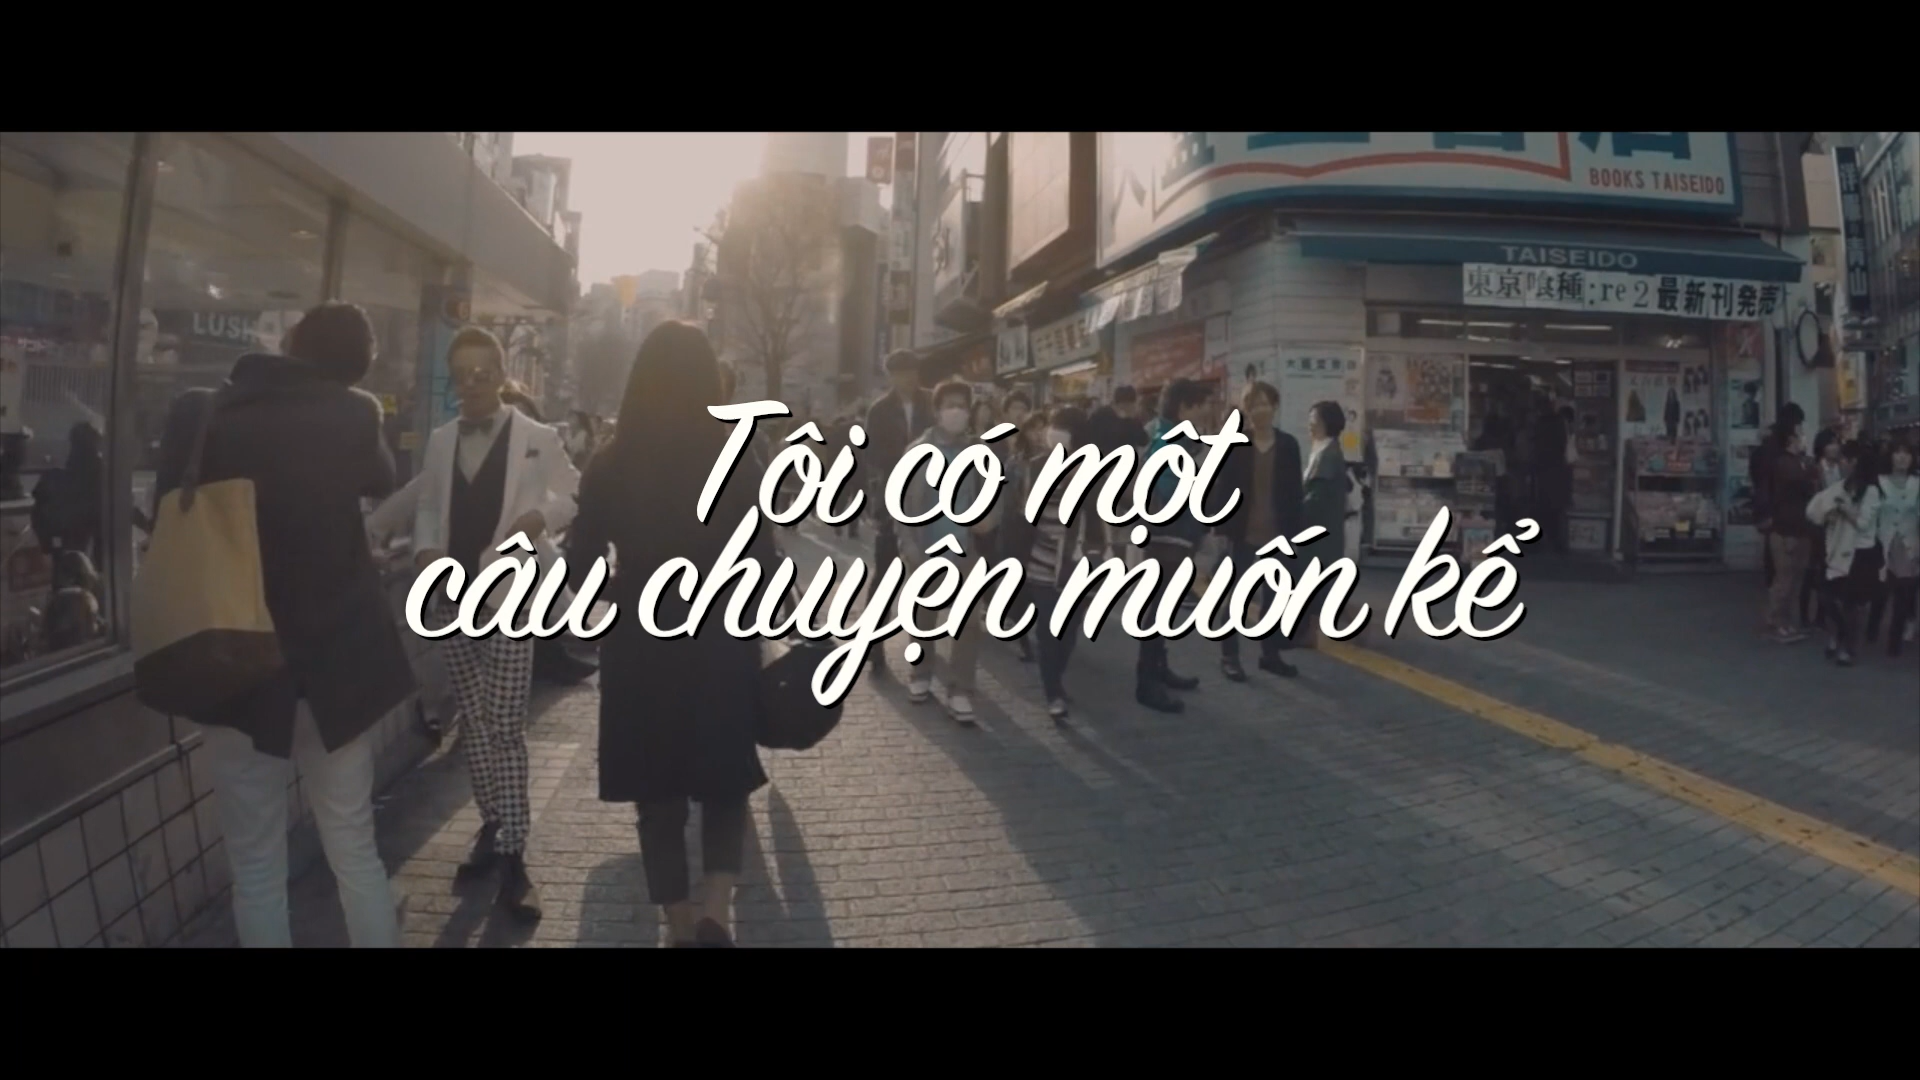 BOOKS TAISEIDO
TAISEIDO
東京喰種:re 2 最新刊発売
LUSH
Tôi có một
câu chuyện muốn kể